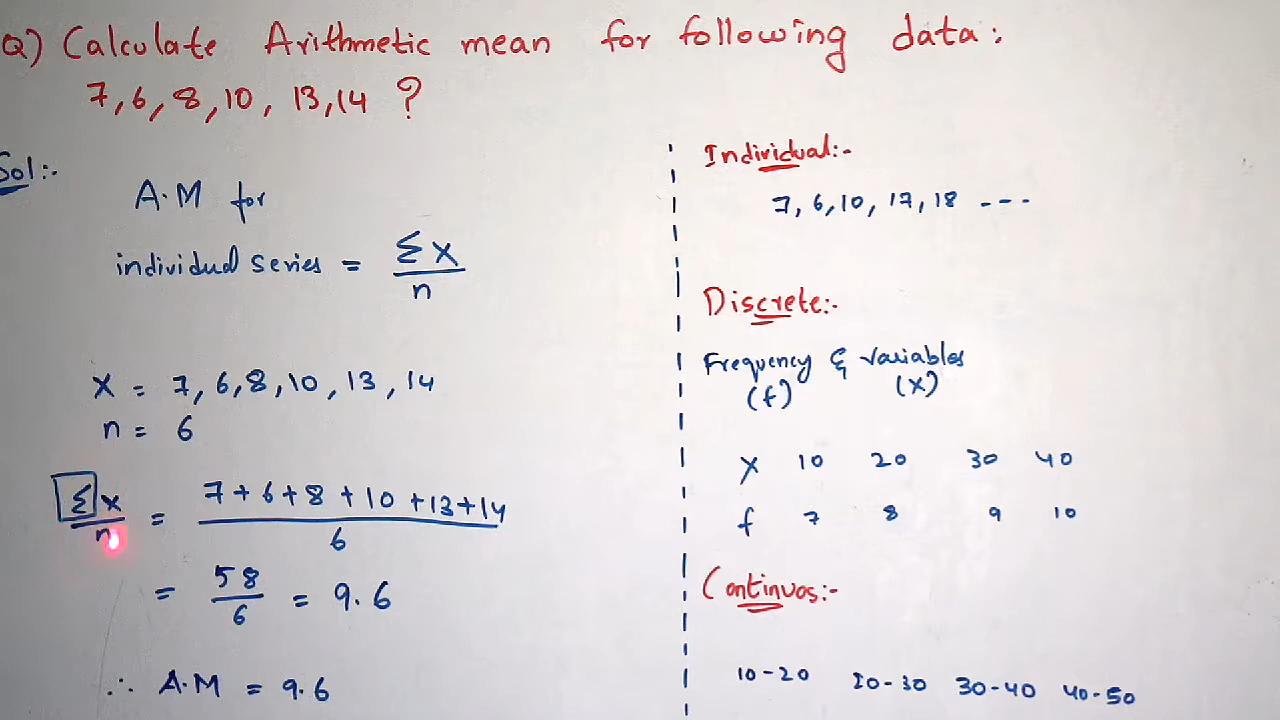 Q) Calculate Arithmetic mean for following data:
7, 6, 8, 10, 13, 14 ?
Sol:-
A.M for
individual series = ΣX / n
X = 7, 6, 8, 10, 13, 14
n = 6
Σx / n = 7 + 6 + 8 + 10 + 13 + 14 / 6
= 58 / 6 = 9.6
∴ A.M = 9.6
Individual:-
7, 6, 10, 17, 18 ---
Discrete:-
Frequency & variables
(f) (X)
X 10 20 30 40
f 7 8 9 10
Continuos:-
10-20 20-30 30-40 40-50